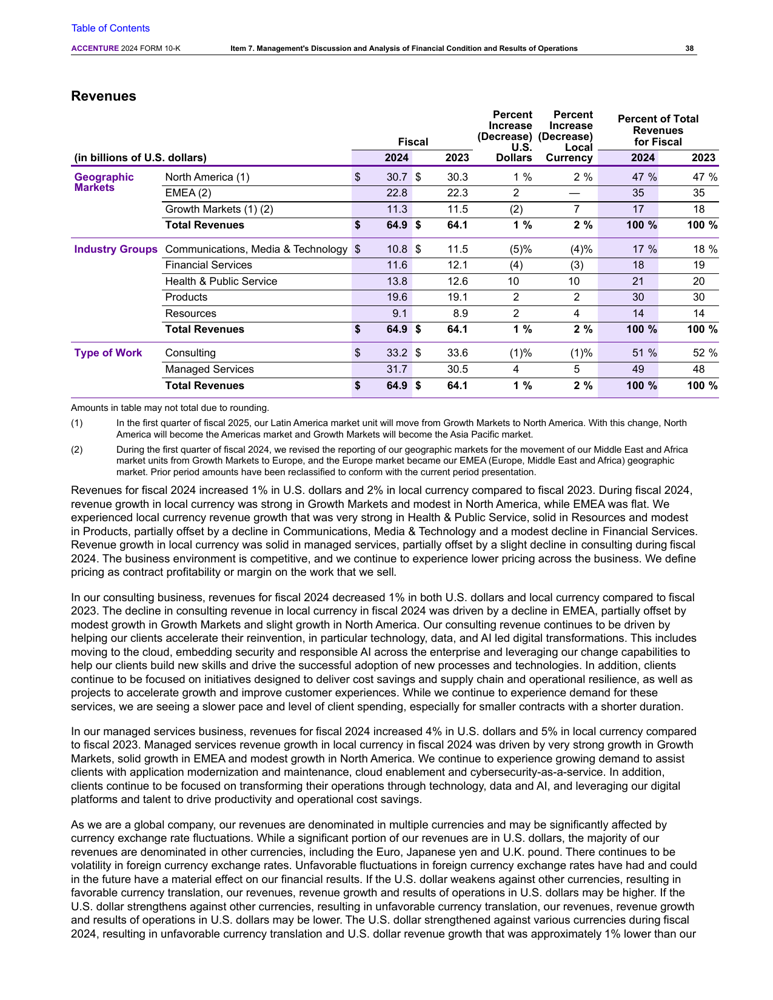 Table of Contents
ACCENTURE 2024 FORM 10-K Item 7. Management's Discussion and Analysis of Financial Condition and Results of Operations 38
Revenues
Fiscal Percent Increase (Decrease) U.S. Dollars Percent Increase (Decrease) Local Currency Percent of Total Revenues for Fiscal
(in billions of U.S. dollars) 2024 2023 2024 2023
Geographic Markets North America (1) $ 30.7 $ 30.3 1 % 2 % 47 % 47 %
EMEA (2) 22.8 22.3 2 — 35 35
Growth Markets (1) (2) 11.3 11.5 (2) 7 17 18
Total Revenues $ 64.9 $ 64.1 1 % 2 % 100 % 100 %
Industry Groups Communications, Media & Technology $ 10.8 $ 11.5 (5)% (4)% 17 % 18 %
Financial Services 11.6 12.1 (4) (3) 18 19
Health & Public Service 13.8 12.6 10 10 21 20
Products 19.6 19.1 2 2 30 30
Resources 9.1 8.9 2 4 14 14
Total Revenues $ 64.9 $ 64.1 1 % 2 % 100 % 100 %
Type of Work Consulting $ 33.2 $ 33.6 (1)% (1)% 51 % 52 %
Managed Services 31.7 30.5 4 5 49 48
Total Revenues $ 64.9 $ 64.1 1 % 2 % 100 % 100 %
Amounts in table may not total due to rounding.
(1) In the first quarter of fiscal 2025, our Latin America market unit will move from Growth Markets to North America. With this change, North
America will become the Americas market and Growth Markets will become the Asia Pacific market.
(2) During the first quarter of fiscal 2024, we revised the reporting of our geographic markets for the movement of our Middle East and Africa
market units from Growth Markets to Europe, and the Europe market became our EMEA (Europe, Middle East and Africa) geographic
market. Prior period amounts have been reclassified to conform with the current period presentation.
Revenues for fiscal 2024 increased 1% in U.S. dollars and 2% in local currency compared to fiscal 2023. During fiscal 2024,
revenue growth in local currency was strong in Growth Markets and modest in North America, while EMEA was flat. We
experienced local currency revenue growth that was very strong in Health & Public Service, solid in Resources and modest
in Products, partially offset by a decline in Communications, Media & Technology and a modest decline in Financial Services.
Revenue growth in local currency was solid in managed services, partially offset by a slight decline in consulting during fiscal
2024. The business environment is competitive, and we continue to experience lower pricing across the business. We define
pricing as contract profitability or margin on the work that we sell.
In our consulting business, revenues for fiscal 2024 decreased 1% in both U.S. dollars and local currency compared to fiscal
2023. The decline in consulting revenue in local currency in fiscal 2024 was driven by a decline in EMEA, partially offset by
modest growth in Growth Markets and slight growth in North America. Our consulting revenue continues to be driven by
helping our clients accelerate their reinvention, in particular technology, data, and AI led digital transformations. This includes
moving to the cloud, embedding security and responsible AI across the enterprise and leveraging our change capabilities to
help our clients build new skills and drive the successful adoption of new processes and technologies. In addition, clients
continue to be focused on initiatives designed to deliver cost savings and supply chain and operational resilience, as well as
projects to accelerate growth and improve customer experiences. While we continue to experience demand for these
services, we are seeing a slower pace and level of client spending, especially for smaller contracts with a shorter duration.
In our managed services business, revenues for fiscal 2024 increased 4% in U.S. dollars and 5% in local currency compared
to fiscal 2023. Managed services revenue growth in local currency in fiscal 2024 was driven by very strong growth in Growth
Markets, solid growth in EMEA and modest growth in North America. We continue to experience growing demand to assist
clients with application modernization and maintenance, cloud enablement and cybersecurity-as-a-service. In addition,
clients continue to be focused on transforming their operations through technology, data and AI, and leveraging our digital
platforms and talent to drive productivity and operational cost savings.
As we are a global company, our revenues are denominated in multiple currencies and may be significantly affected by
currency exchange rate fluctuations. While a significant portion of our revenues are in U.S. dollars, the majority of our
revenues are denominated in other currencies, including the Euro, Japanese yen and U.K. pound. There continues to be
volatility in foreign currency exchange rates. Unfavorable fluctuations in foreign currency exchange rates have had and could
in the future have a material effect on our financial results. If the U.S. dollar weakens against other currencies, resulting in
favorable currency translation, our revenues, revenue growth and results of operations in U.S. dollars may be higher. If the
U.S. dollar strengthens against other currencies, resulting in unfavorable currency translation, our revenues, revenue growth
and results of operations in U.S. dollars may be lower. The U.S. dollar strengthened against various currencies during fiscal
2024, resulting in unfavorable currency translation and U.S. dollar revenue growth that was approximately 1% lower than our